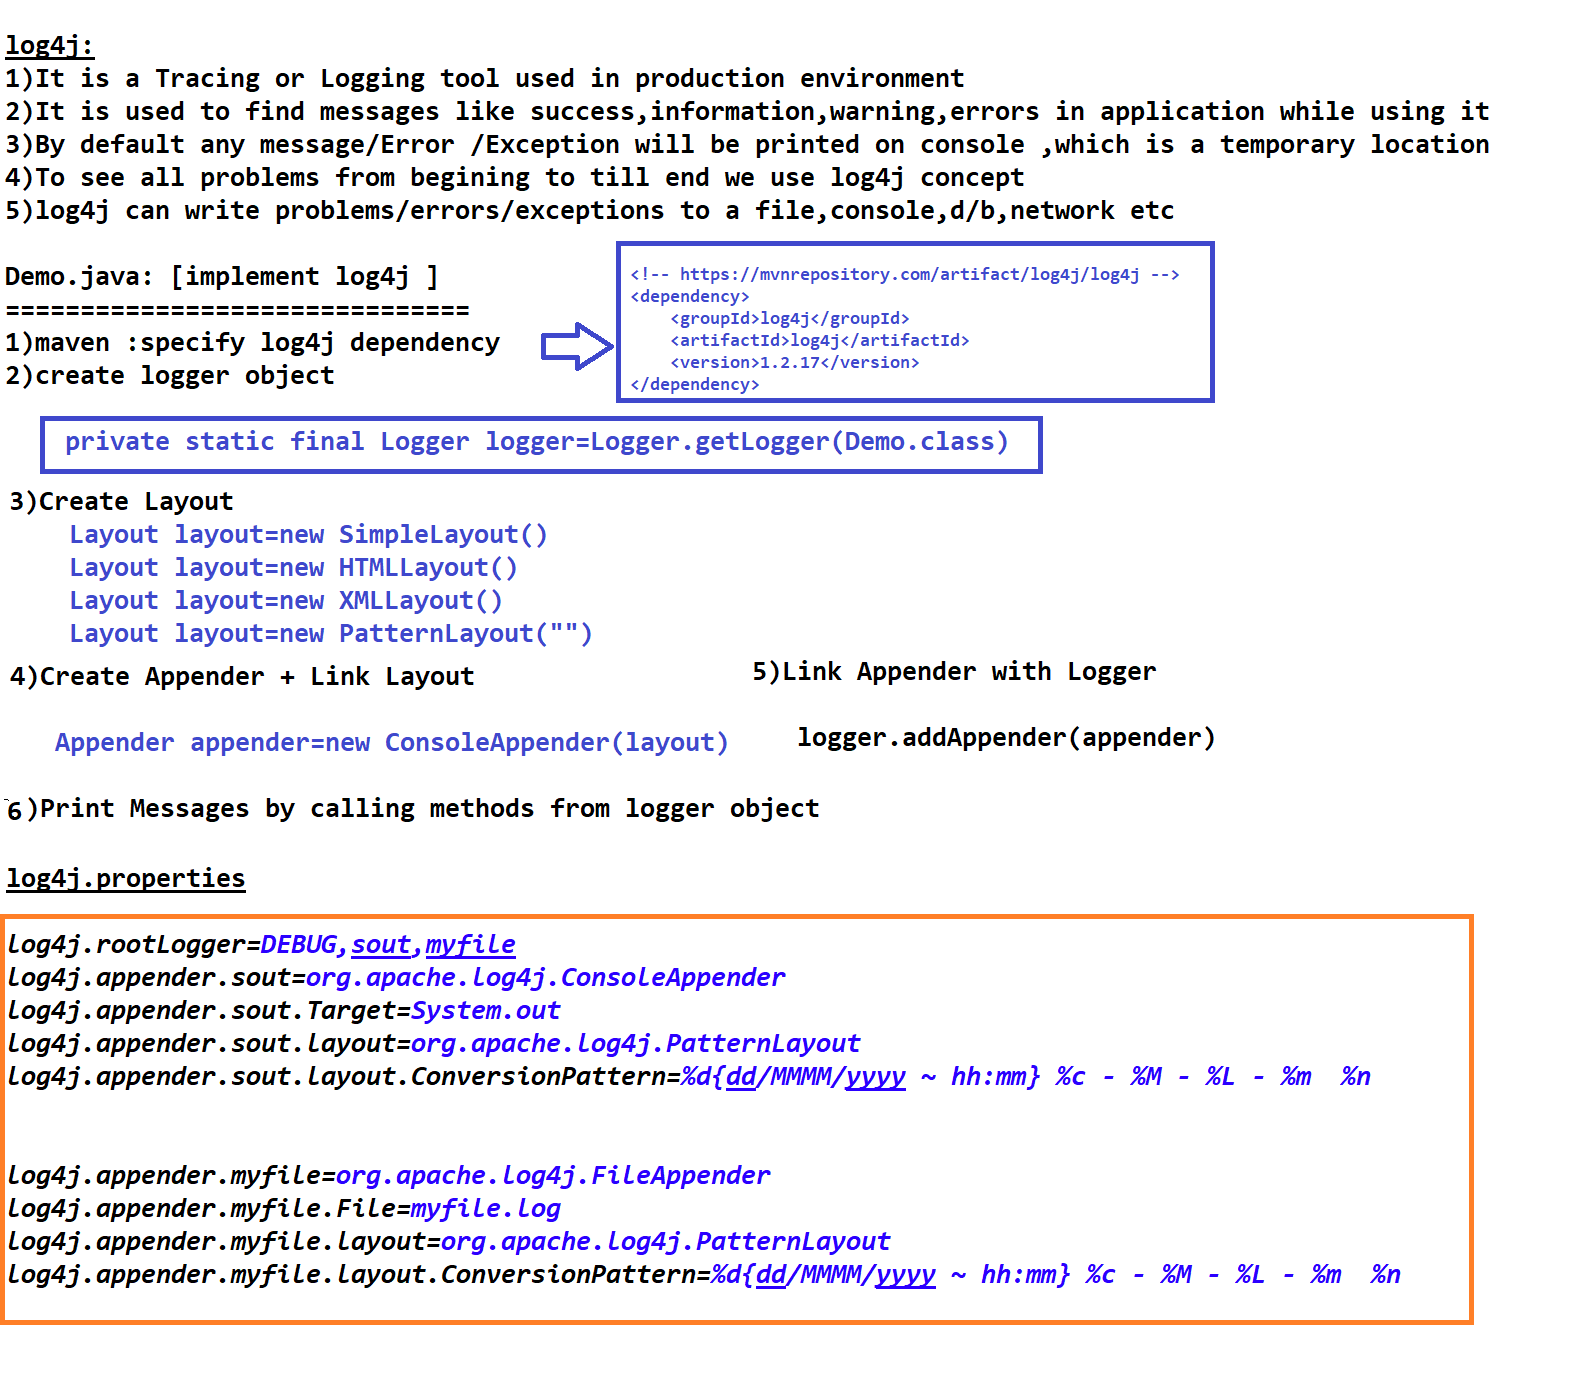 log4j:
1)It is a Tracing or Logging tool used in production environment
2)It is used to find messages like success,information,warning,errors in application while using it
3)By default any message/Error /Exception will be printed on console ,which is a temporary location
4)To see all problems from begining to till end we use log4j concept
5)log4j can write problems/errors/exceptions to a file,console,d/b,network etc
Demo.java: [implement log4j ]
===============================
1)maven :specify log4j dependency
2)create logger object
<!-- https://mvnrepository.com/artifact/log4j/log4j -->
<dependency>
    <groupId>log4j</groupId>
    <artifactId>log4j</artifactId>
    <version>1.2.17</version>
</dependency>
private static final Logger logger=Logger.getLogger(Demo.class)
3)Create Layout
Layout layout=new SimpleLayout()
Layout layout=new HTMLLayout()
Layout layout=new XMLLayout()
Layout layout=new PatternLayout("")
4)Create Appender + Link Layout
Appender appender=new ConsoleAppender(layout)
5)Link Appender with Logger
logger.addAppender(appender)
6)Print Messages by calling methods from logger object
log4j.properties
log4j.rootLogger=DEBUG,sout,myfile
log4j.appender.sout=org.apache.log4j.ConsoleAppender
log4j.appender.sout.Target=System.out
log4j.appender.sout.layout=org.apache.log4j.PatternLayout
log4j.appender.sout.layout.ConversionPattern=%d{dd/MMMM/yyyy ~ hh:mm} %c - %M - %L - %m  %n
log4j.appender.myfile=org.apache.log4j.FileAppender
log4j.appender.myfile.File=myfile.log
log4j.appender.myfile.layout=org.apache.log4j.PatternLayout
log4j.appender.myfile.layout.ConversionPattern=%d{dd/MMMM/yyyy ~ hh:mm} %c - %M - %L - %m  %n